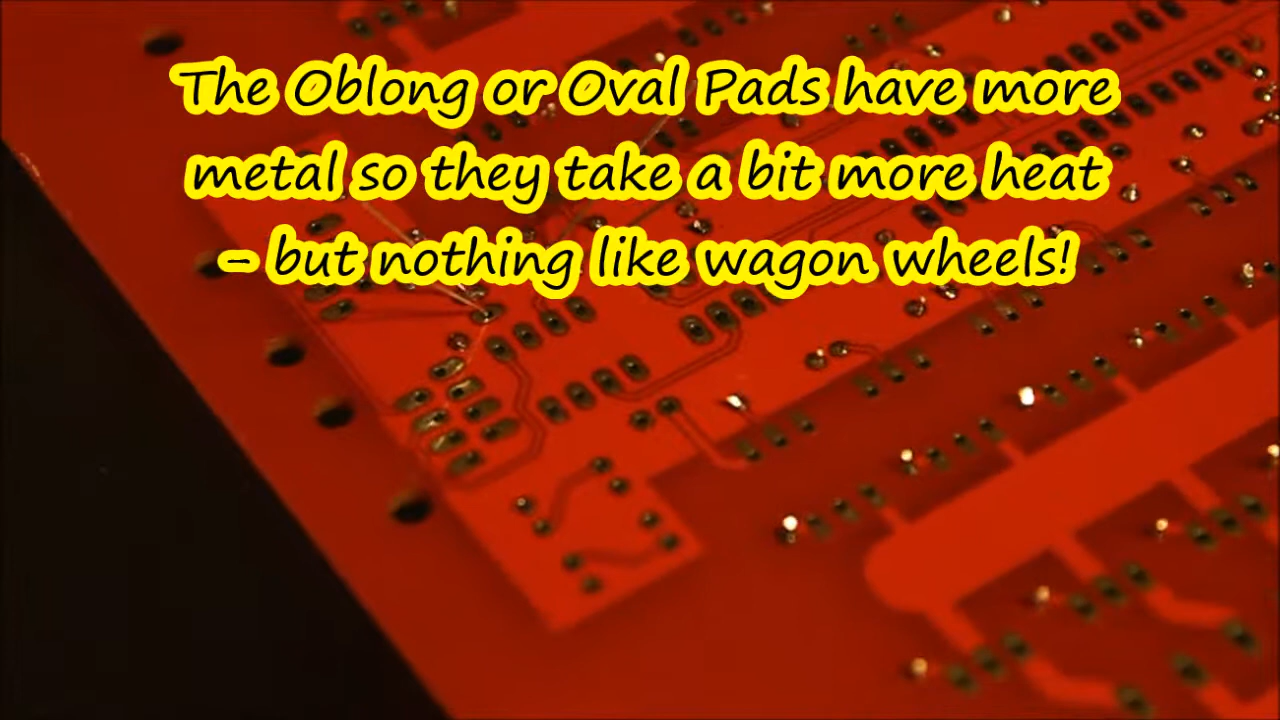 The Oblong or Oval Pads have more
metal so they take a bit more heat
- but nothing like wagon wheels!